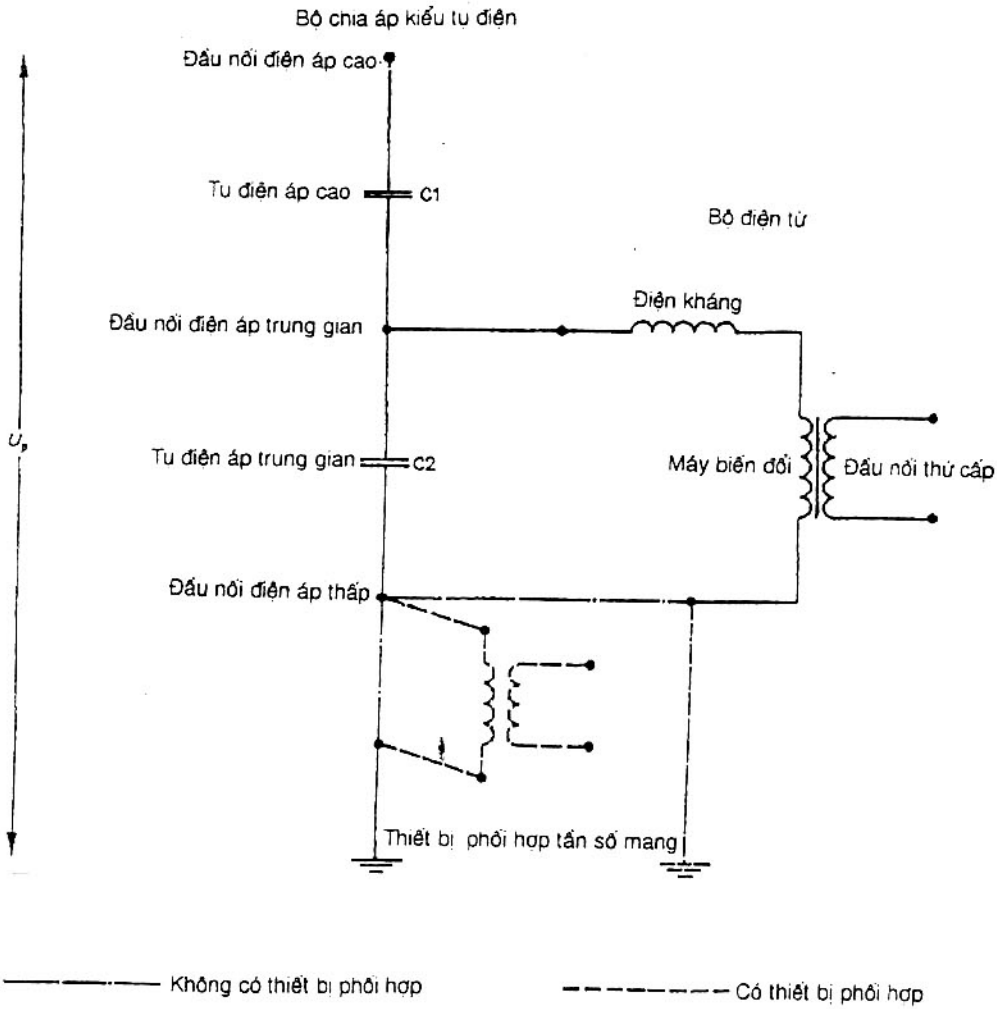 Bộ chia áp kiểu tụ điện
Đầu nối điện áp cao
Tu điện áp cao
C1
Bộ điện từ
Điện kháng
Đầu nối điện áp trung gian
Up
Tu điện áp trung gian
C2
Máy biến đổi
Đầu nối thứ cấp
Đầu nối điện áp thấp
Thiết bị phối hợp tần số mang
Không có thiết bị phối hợp
Có thiết bị phối hợp